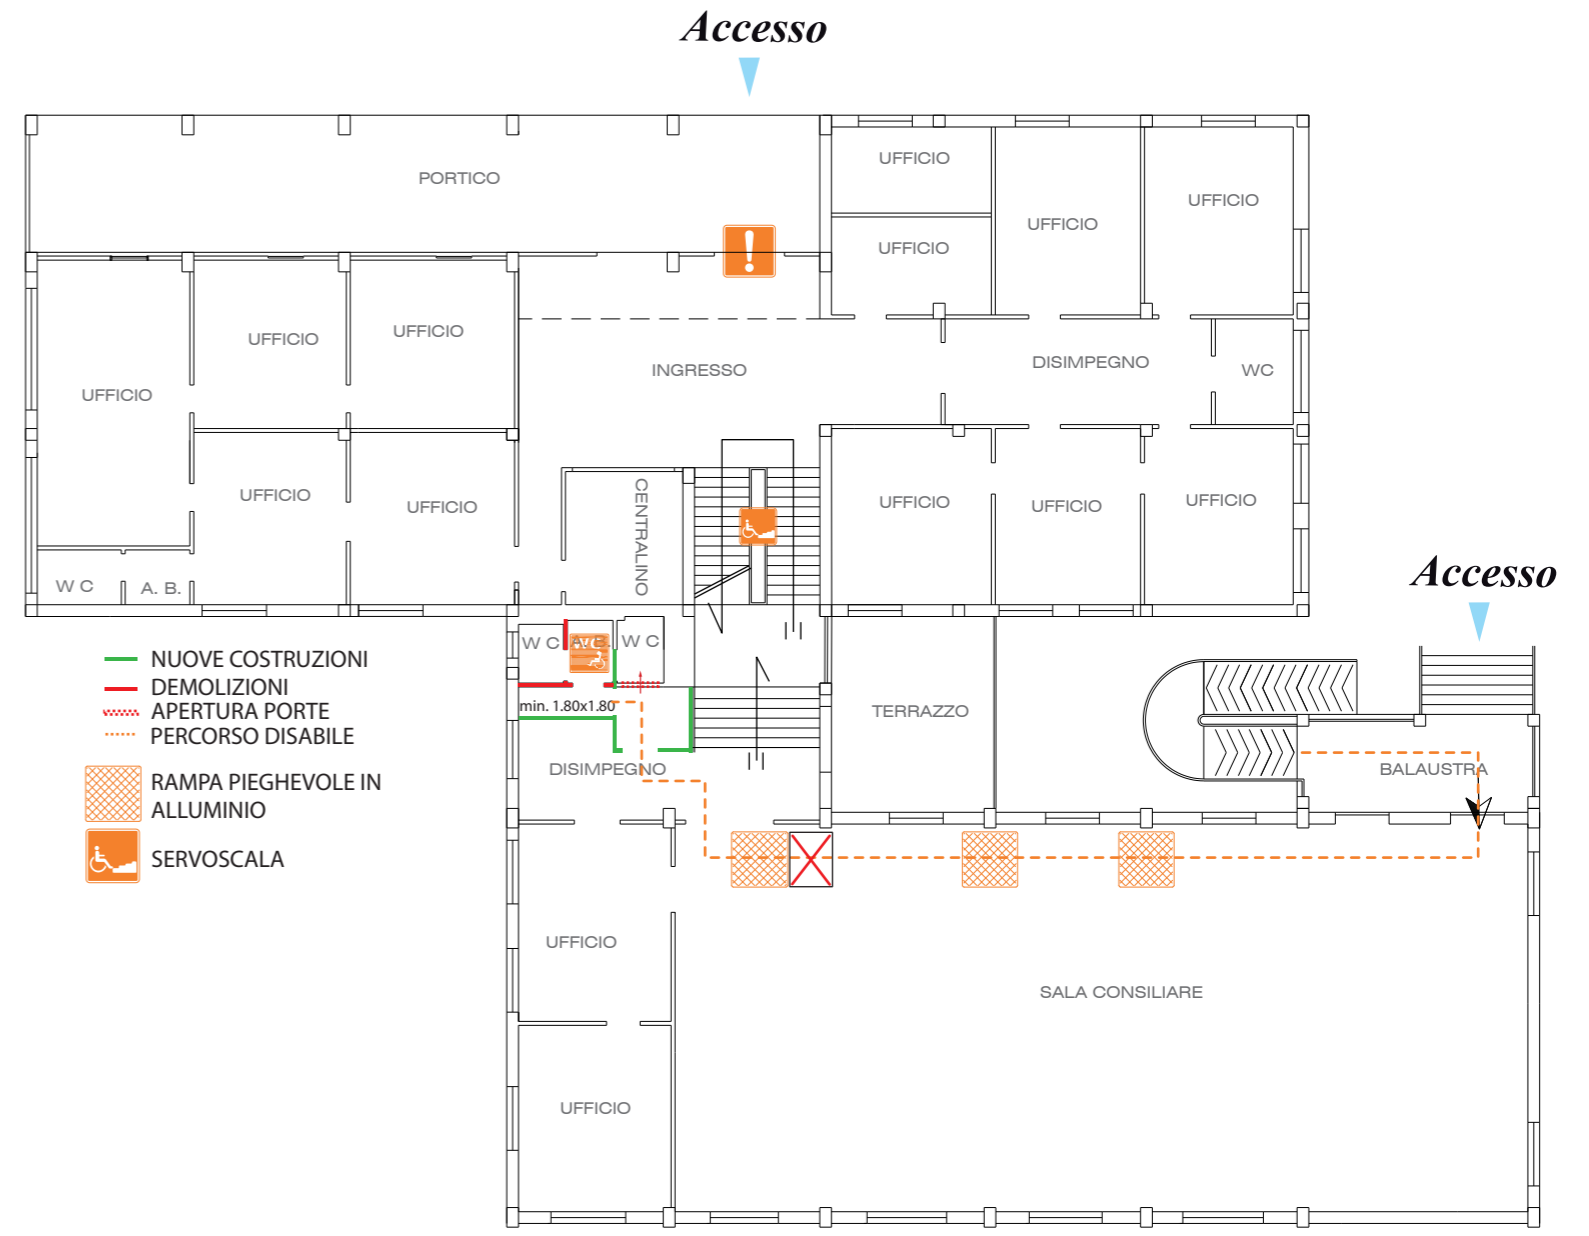 Accesso
PORTICO
UFFICIO
UFFICIO
UFFICIO
UFFICIO
UFFICIO
UFFICIO
UFFICIO
INGRESSO
DISIMPEGNO
WC
UFFICIO
UFFICIO
UFFICIO
CENTRALINO
UFFICIO
UFFICIO
UFFICIO
W C
A. B.
Accesso
W C
A. B.
WC
W C
NUOVE COSTRUZIONI
DEMOLIZIONI
APERTURA PORTE
PERCORSO DISABILE
RAMPA PIEGHEVOLE IN
ALLUMINIO
SERVOSCALA
min. 1.80x1.80
DISIMPEGNO
TERRAZZO
BALAUSTRA
UFFICIO
SALA CONSILIARE
UFFICIO